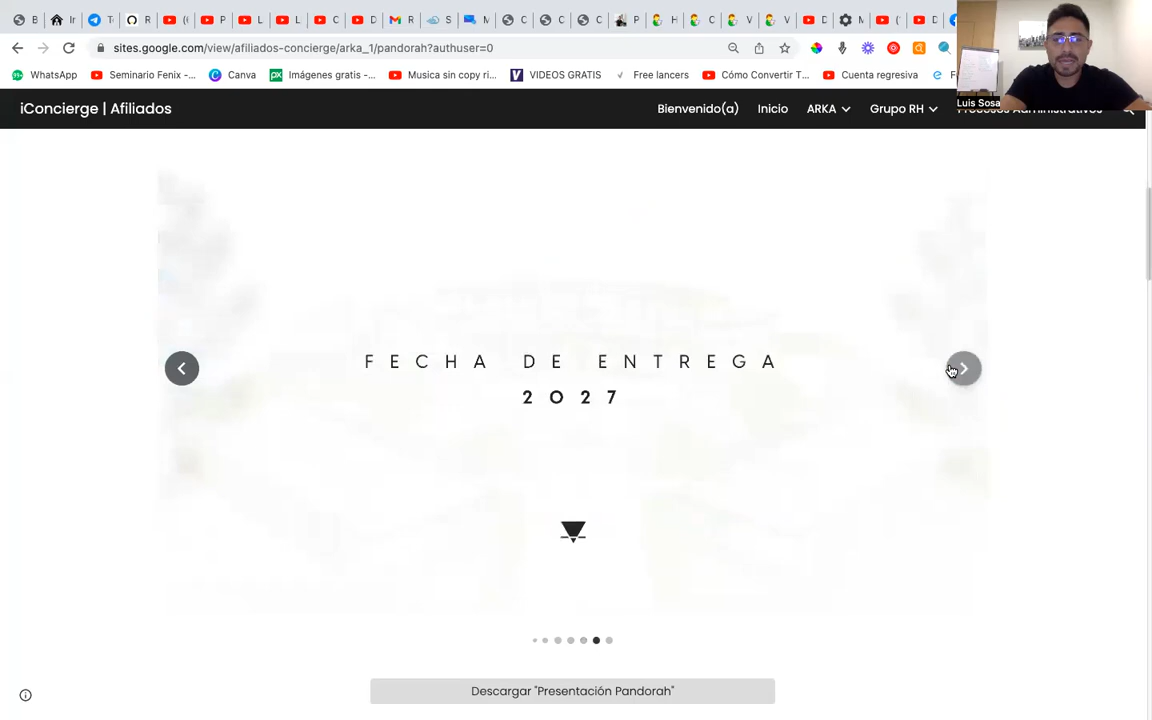 B
Ir
T
R
(
P
L
L
C
C
D
R
S
M
C
C
C
P
H
C
V
V
D
M
(
D
sites.google.com/view/afiliados-concierge/arka_1/pandorah?authuser=0
WhatsApp
Seminario Fenix -...
Canva
Imágenes gratis -...
Musica sin copy ri...
VIDEOS GRATIS
Free lancers
Cómo Convertir T...
Cuenta regresiva
Luis Sosa
iConcierge | Afiliados
Bienvenido(a)
Inicio
ARKA
Grupo RH
Procesos Administrativos
FECHA DE ENTREGA
2027
Descargar "Presentación Pandorah"